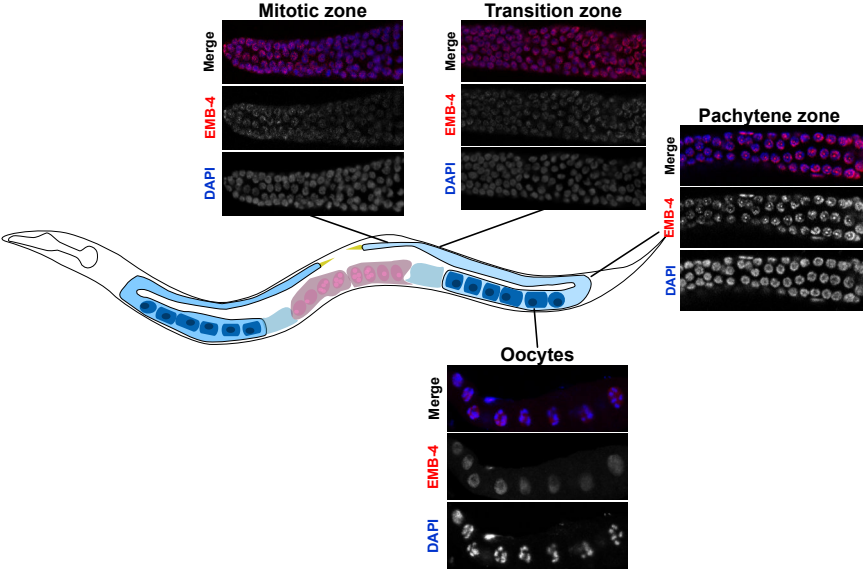 Mitotic zone
Merge
EMB-4
DAPI
Transition zone
Merge
EMB-4
DAPI
Pachytene zone
Merge
EMB-4
DAPI
Oocytes
Merge
EMB-4
DAPI